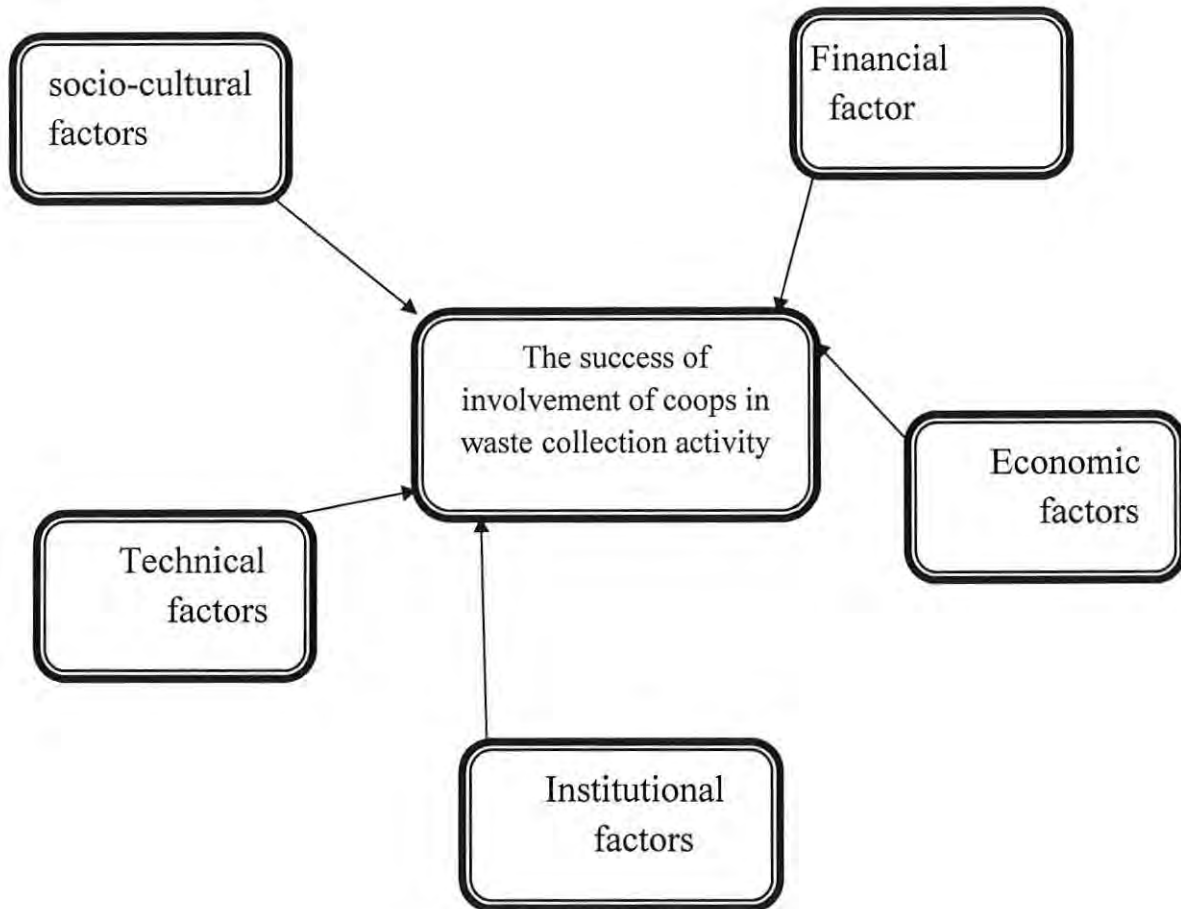 socio-cultural
factors
Financial
factor
The success of
involvement of coops in
waste collection activity
Economic
factors
Technical
factors
Institutional
factors